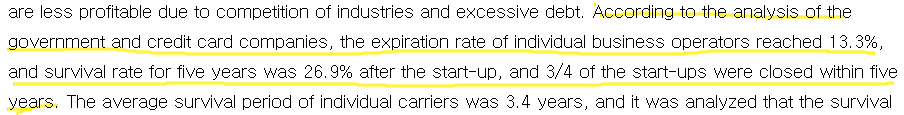 are less profitable due to competition of industries and excessive debt. According to the analysis of the
government and credit card companies, the expiration rate of individual business operators reached 13.3%,
and survival rate for five years was 26.9% after the start-up, and 3/4 of the start-ups were closed within five
years. The average survival period of individual carriers was 3.4 years, and it was analyzed that the survival